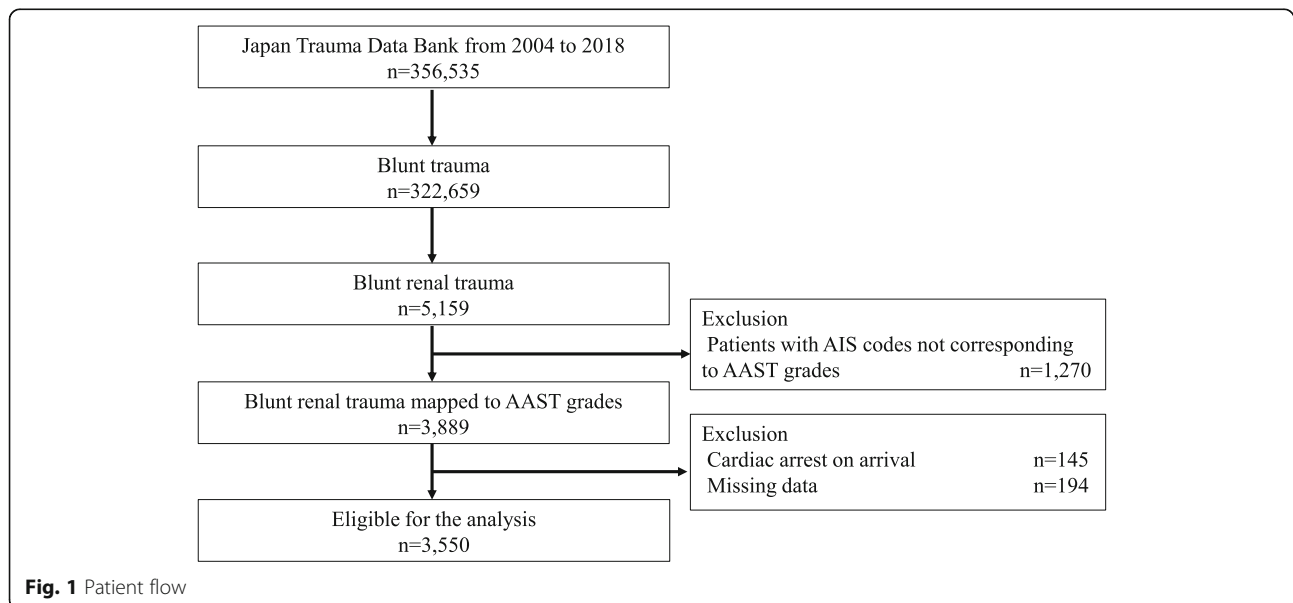 Japan Trauma Data Bank from 2004 to 2018
n=356,535
Blunt trauma
n=322,659
Blunt renal trauma
n=5,159
Exclusion
Patients with AIS codes not corresponding
to AAST grades n=1,270
Blunt renal trauma mapped to AAST grades
n=3,889
Exclusion
Cardiac arrest on arrival n=145
Missing data n=194
Eligible for the analysis
n=3,550
Fig. 1 Patient flow